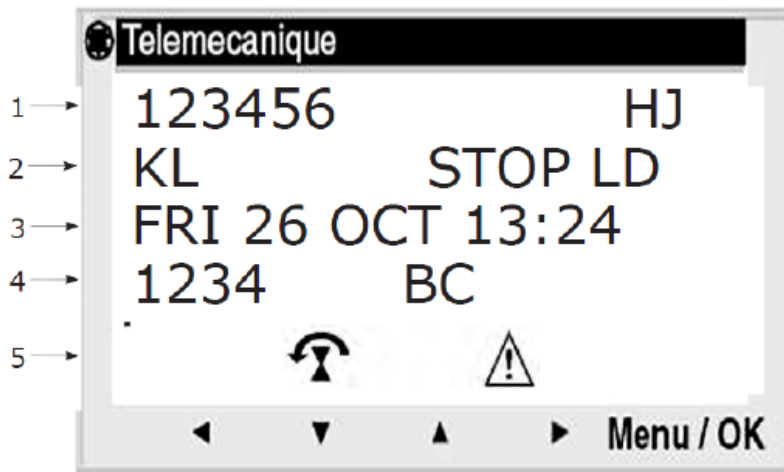 Telemecanique
1 123456 HJ
2 KL STOP LD
3 FRI 26 OCT 13:24
4 1234 BC
5
Menu / OK